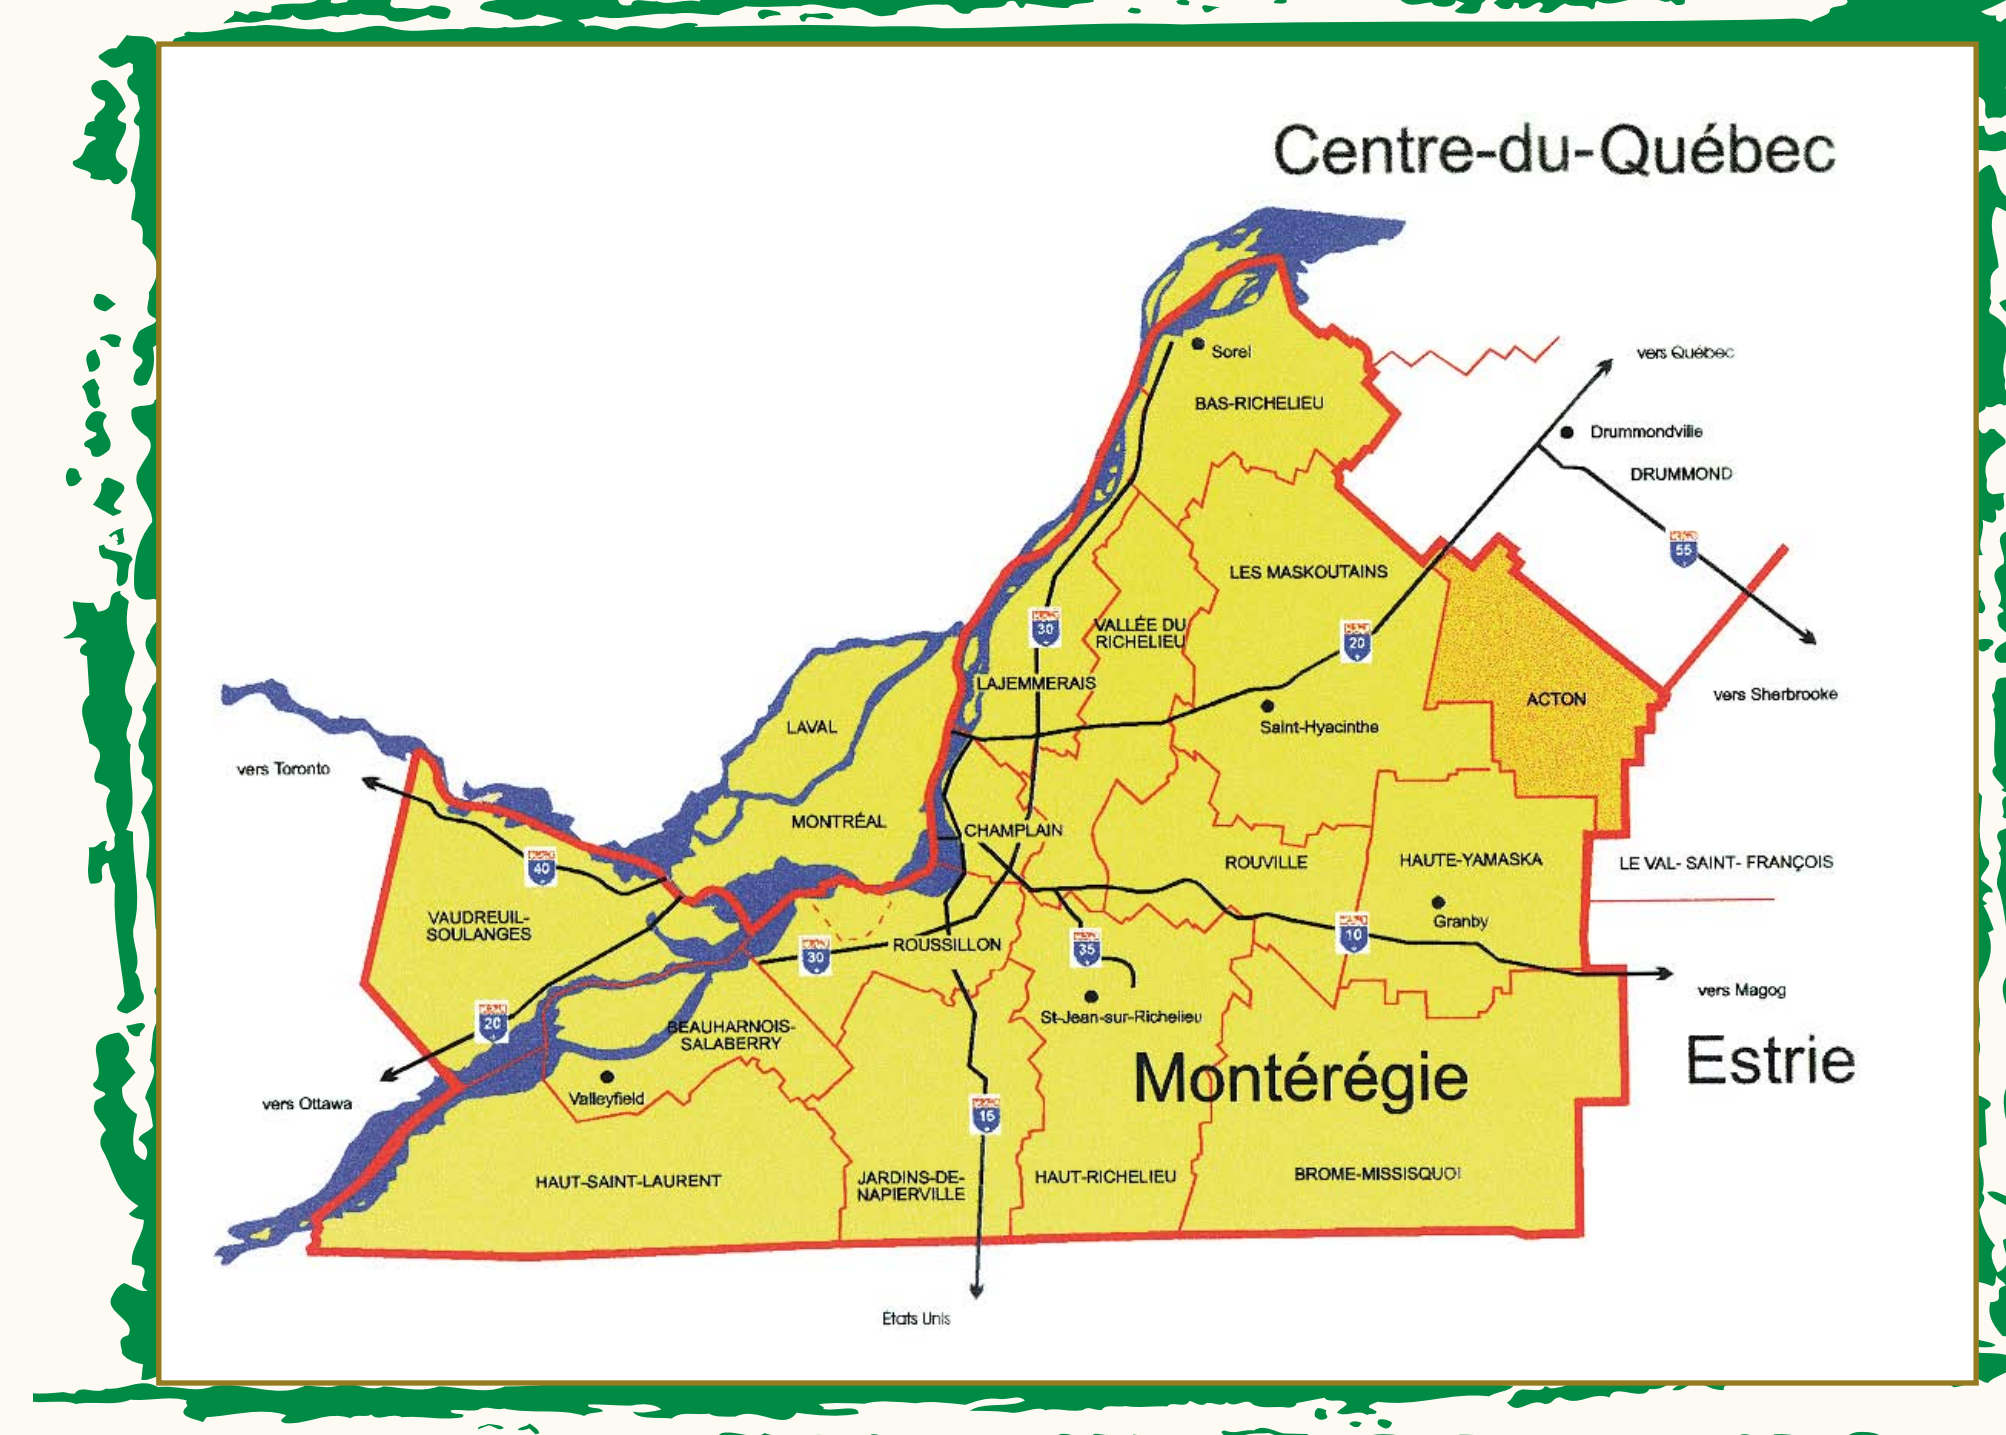 Centre-du-Québec
vers Québec
Sorel
BAS-RICHELIEU
Drummondville
DRUMMOND
55
LES MASKOUTAINS
30
VALLÉE DU
RICHELIEU
20
LAJEMMERAIS
ACTON
vers Sherbrooke
LAVAL
Saint-Hyacinthe
vers Toronto
MONTRÉAL
CHAMPLAIN
40
ROUVILLE
HAUTE-YAMASKA
LE VAL- SAINT- FRANÇOIS
VAUDREUIL-
SOULANGES
Granby
30
ROUSSILLON
35
10
vers Magog
20
St-Jean-sur-Richelieu
BEAUHARNOIS-
SALABERRY
Montérégie
Estrie
Valleyfield
vers Ottawa
15
HAUT-SAINT-LAURENT
JARDINS-DE-
NAPIERVILLE
HAUT-RICHELIEU
BROME-MISSISQUOI
États Unis